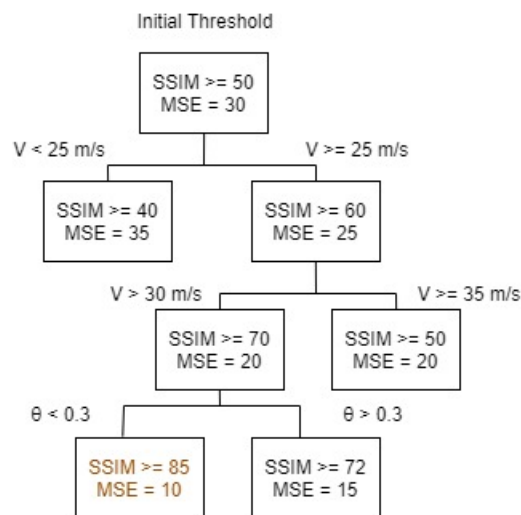 Initial Threshold
SSIM >= 50
MSE = 30
V < 25 m/s
V >= 25 m/s
SSIM >= 40
MSE = 35
SSIM >= 60
MSE = 25
V > 30 m/s
V >= 35 m/s
SSIM >= 70
MSE = 20
SSIM >= 50
MSE = 20
θ < 0.3
θ > 0.3
SSIM >= 85
MSE = 10
SSIM >= 72
MSE = 15